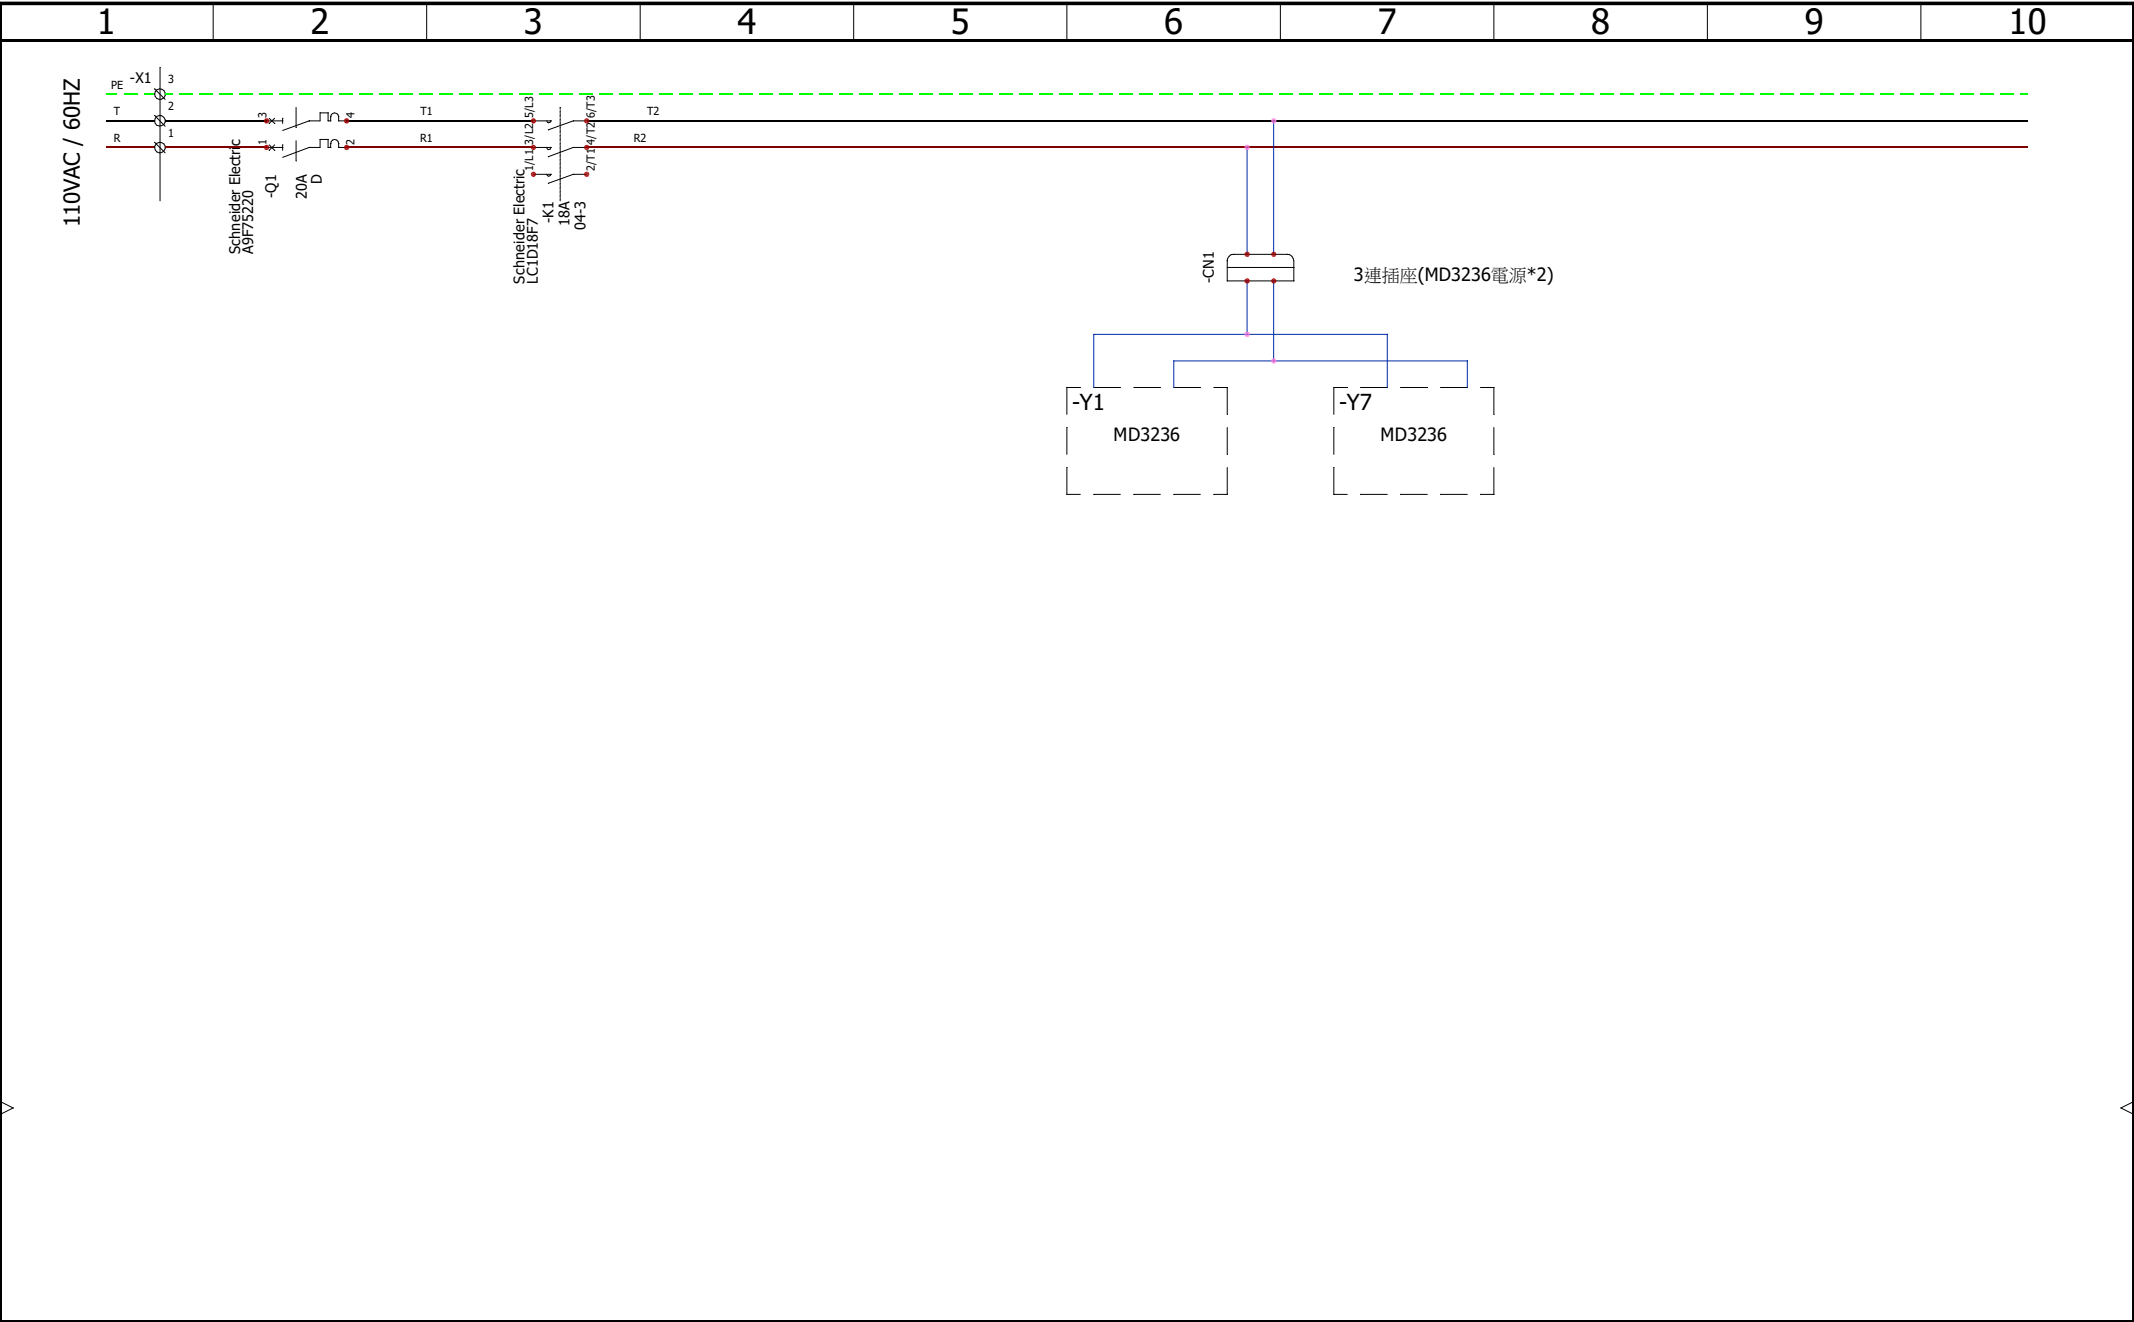 1 2 3 4 5 6 7 8 9 10
110VAC / 60HZ
-X1
3
PE
2
T
1
R
3
4
1
2
Schneider Electric
A9F75220
-Q1
20A
D
T1
R1
5/L3
3/L2
1/L1
6/T3
4/T2
2/T1
Schneider Electric
LC1D18F7
-K1
18A
04-3
T2
R2
-CN1
3連插座(MD3236電源*2)
-Y1
MD3236
-Y7
MD3236